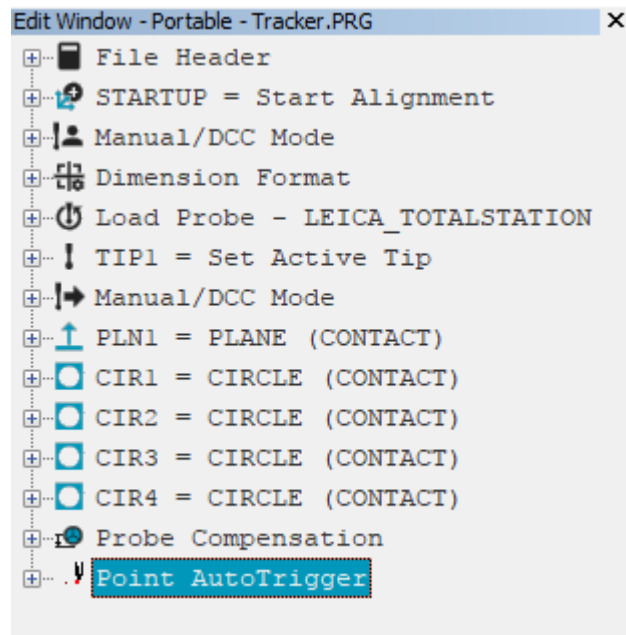 Edit Window - Portable - Tracker.PRG
File Header
STARTUP = Start Alignment
Manual/DCC Mode
Dimension Format
Load Probe - LEICA_TOTALSTATION
TIP1 = Set Active Tip
Manual/DCC Mode
PLN1 = PLANE (CONTACT)
CIR1 = CIRCLE (CONTACT)
CIR2 = CIRCLE (CONTACT)
CIR3 = CIRCLE (CONTACT)
CIR4 = CIRCLE (CONTACT)
Probe Compensation
Point AutoTrigger